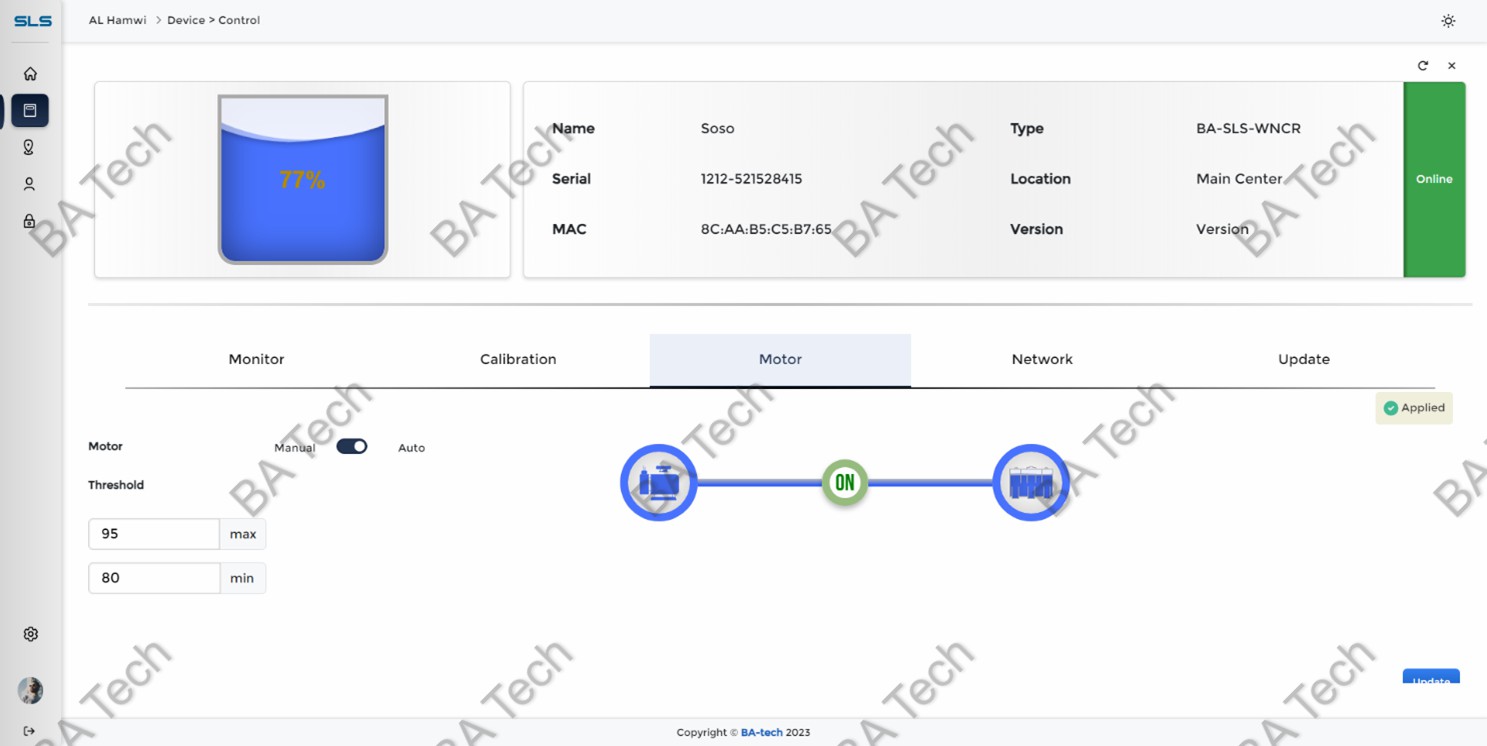 SLS
AL Hamwi > Device > Control
77%
Name Soso Type BA-SLS-WNCR
Serial 1212-521528415 Location Main Center
MAC 8C:AA:B5:C5:B7:65 Version Version
Online
Monitor Calibration Motor Network Update
Applied
Motor Manual Auto
Threshold
ON
95 max
80 min
Update
Copyright © BA-tech 2023
BA Tech
BA Tech
BA Tech
BA Tech
BA Tech
BA Tech
BA Tech
BA
BA Tech
BA Tech
BA Tech
BA Tech